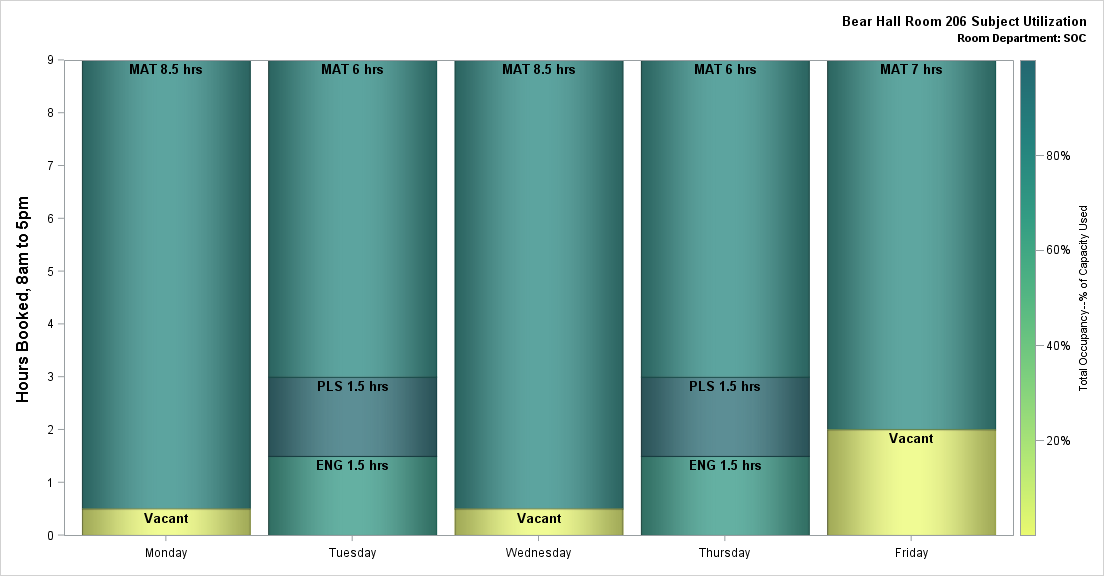 Bear Hall Room 206 Subject Utilization
Room Department: SOC
Hours Booked, 8am to 5pm
9
8
7
6
5
4
3
2
1
0
MAT 8.5 hrs
Vacant
MAT 6 hrs
PLS 1.5 hrs
ENG 1.5 hrs
MAT 8.5 hrs
Vacant
MAT 6 hrs
PLS 1.5 hrs
ENG 1.5 hrs
MAT 7 hrs
Vacant
Monday
Tuesday
Wednesday
Thursday
Friday
80%
60%
40%
20%
Total Occupancy--% of Capacity Used